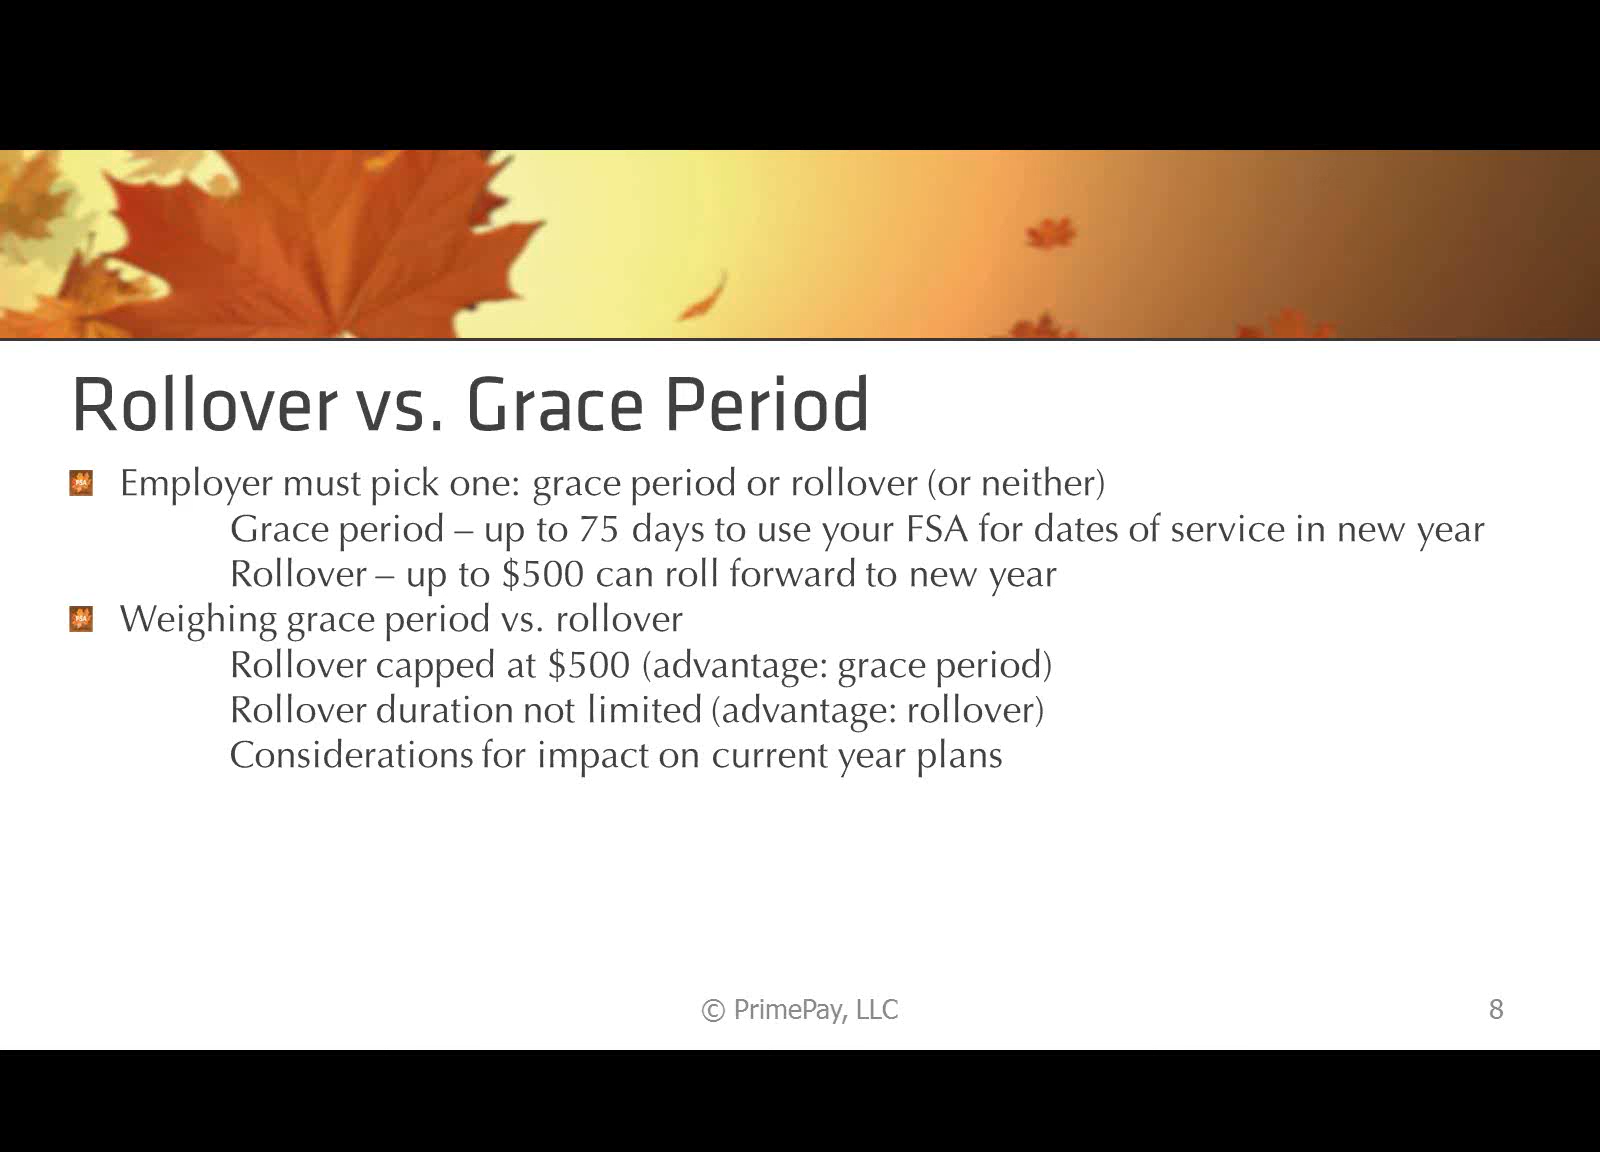 Rollover vs. Grace Period
FSA Employer must pick one: grace period or rollover (or neither)
Grace period – up to 75 days to use your FSA for dates of service in new year
Rollover – up to $500 can roll forward to new year
FSA Weighing grace period vs. rollover
Rollover capped at $500 (advantage: grace period)
Rollover duration not limited (advantage: rollover)
Considerations for impact on current year plans
© PrimePay, LLC
8